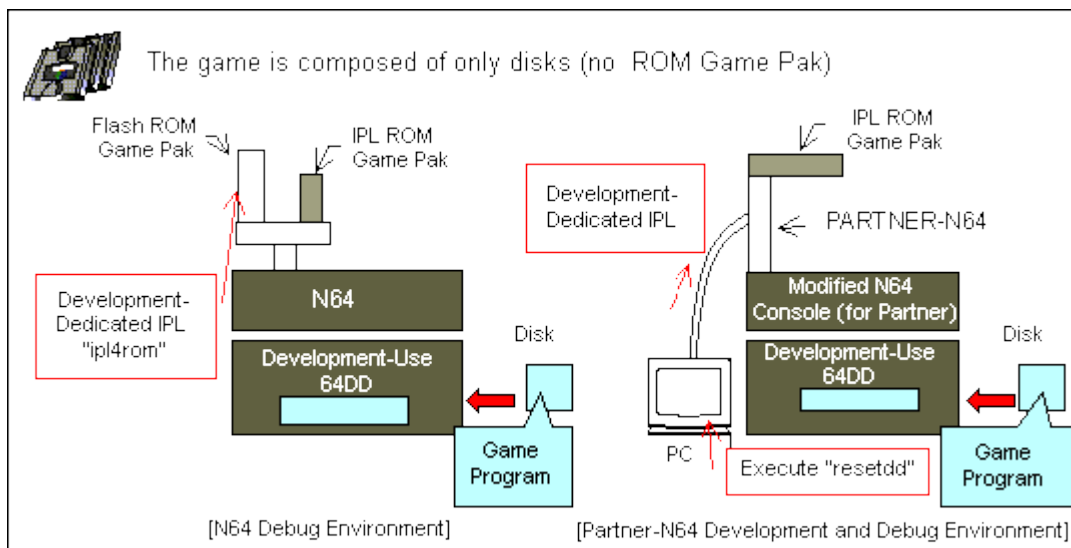 The game is composed of only disks (no ROM Game Pak)
Flash ROM
Game Pak
IPL ROM
Game Pak
Development-
Dedicated IPL
"ipl4rom"
N64
Development-Use
64DD
Disk
Game
Program
[N64 Debug Environment]
IPL ROM
Game Pak
Development-
Dedicated IPL
PARTNER-N64
Modified N64
Console (for Partner)
Development-Use
64DD
Disk
PC
Execute "resetdd"
Game
Program
[Partner-N64 Development and Debug Environment]